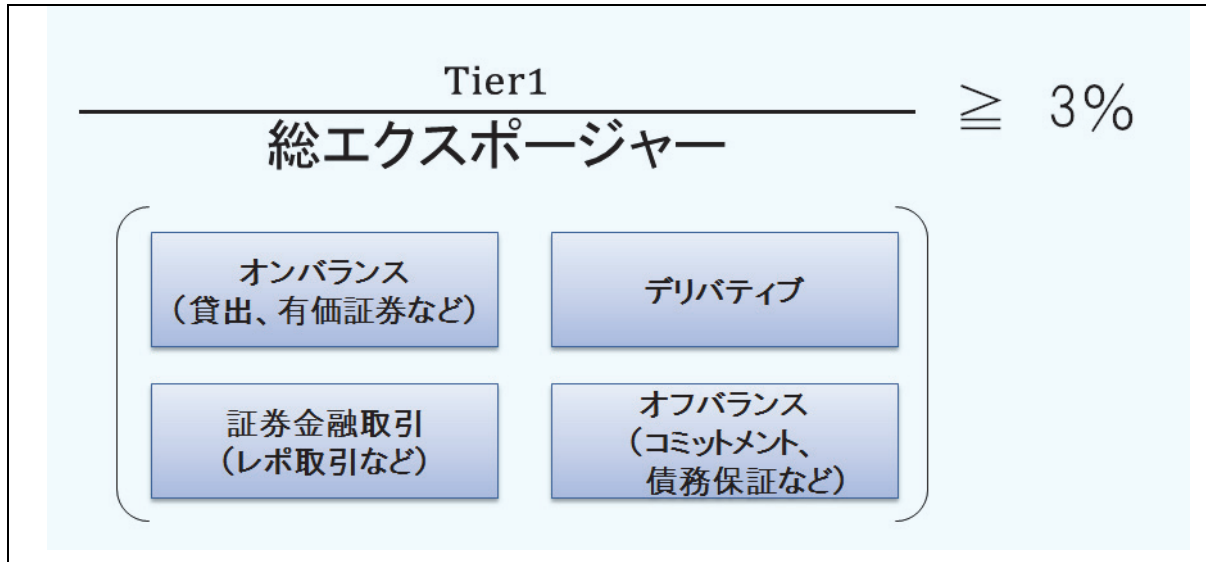 Tier1
総エクスポージャー
≧ 3%
オンバランス
（貸出、有価証券など）
デリバティブ
証券金融取引
（レポ取引など）
オフバランス
（コミットメント、
債務保証など）